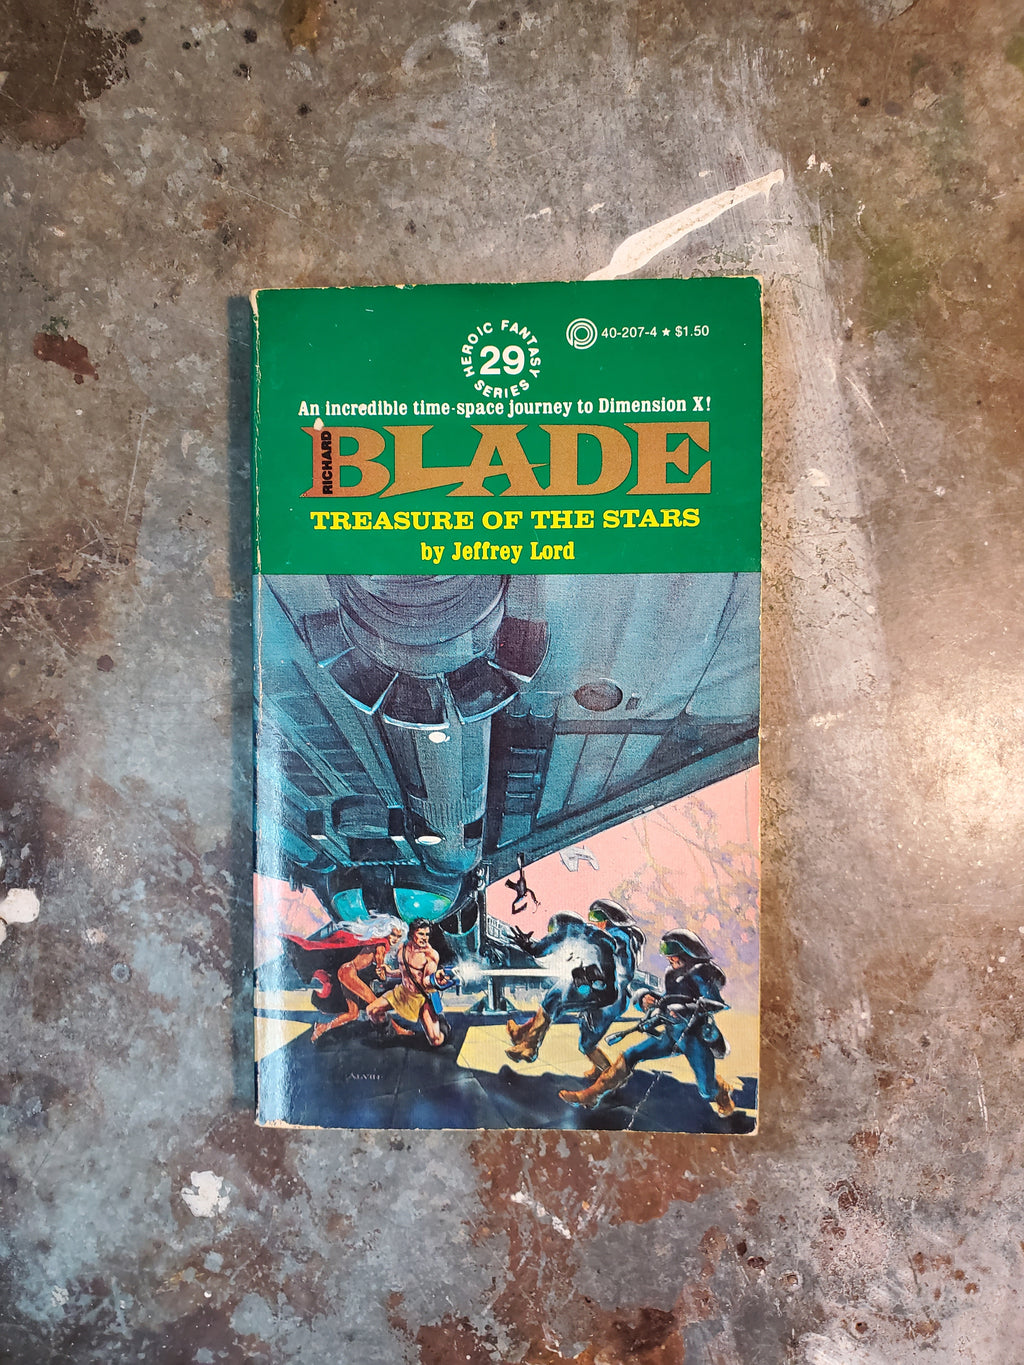 40-207-4 ★ $1.50
HEROIC FANTASY
29
SERIES
An incredible time-space journey to Dimension X!
RICHARD
BLADE
TREASURE OF THE STARS
by Jeffrey Lord
ALVIN